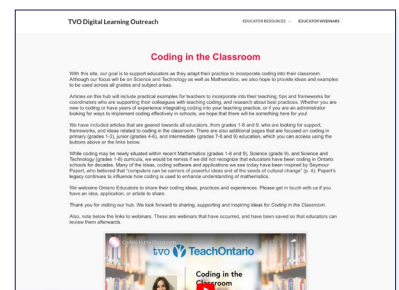 TVO Digital Learning Outreach
EDUCATOR RESOURCES
EDUCATOR WEBINARS
Coding in the Classroom
With this site, our goal is to support educators as they adapt their practice to incorporate coding into their classroom.
Although our focus will be on Science and Technology as well as Mathematics, we also hope to provide ideas and examples
to be used across all grades and subject areas.
Articles on this hub will include practical examples for teachers to incorporate into their teaching, tips and frameworks for
coordinators who are supporting their colleagues with teaching coding, and research about best practices. Whether you are
new to coding or have years of experience integrating coding into your teaching practice, or if you are an administrator
looking for ways to implement coding effectively in schools, we hope that there will be something here for you!
We have included articles that are geared towards all educators, from grades 1-8 and 9, who are looking for support,
frameworks, and ideas related to coding in the classroom. There are also additional pages that are focused on coding in
primary (grades 1-3), junior (grades 4-6), and intermediate (grades 7-8 and 9) education, which you can access using the
buttons above or the links below.
While coding may be newly situated within recent Mathematics (grades 1-8 and 9), Science (grade 9), and Science and
Technology (grades 1-8) curricula, we would be remiss if we did not recognize that educators have been coding in Ontario
schools for decades. Many of the ideas, coding software and applications we see today have been inspired by Seymour
Papert, who believed that “computers can be carriers of powerful ideas and of the seeds of cultural change” (p. 4). Papert's
legacy continues to influence how coding is used to enhance understanding of mathematics.
We welcome Ontario Educators to share their coding ideas, practices and experiences. Please get in touch with us if you
have an idea, application, or article to share.
Thank you for visiting our hub. We look forward to sharing, supporting and inspiring ideas for Coding in the Classroom.
Also, note below the links to webinars. These are webinars that have occurred, and have been saved so that educators can
review them afterwards.
tvo TeachOntario
Coding in the
Classroom